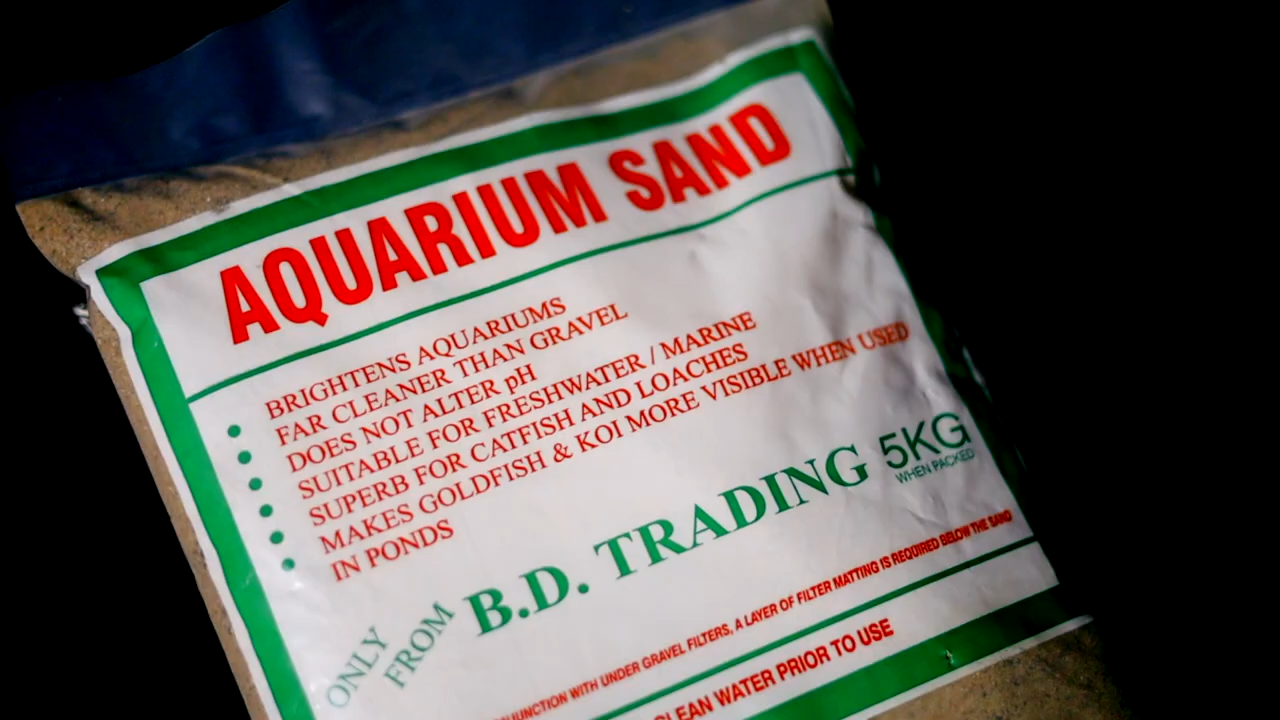 AQUARIUM SAND
• BRIGHTENS AQUARIUMS
• FAR CLEANER THAN GRAVEL
• DOES NOT ALTER pH
• SUITABLE FOR FRESHWATER / MARINE
• SUPERB FOR CATFISH AND LOACHES
• MAKES GOLDFISH & KOI MORE VISIBLE WHEN USED
IN PONDS
ONLY
FROM
B.D. TRADING
5KG
WHEN PACKED
WITH UNDER GRAVEL FILTERS, A LAYER OF FILTER MATTING IS REQUIRED BELOW THE SAND
CLEAN WATER PRIOR TO USE